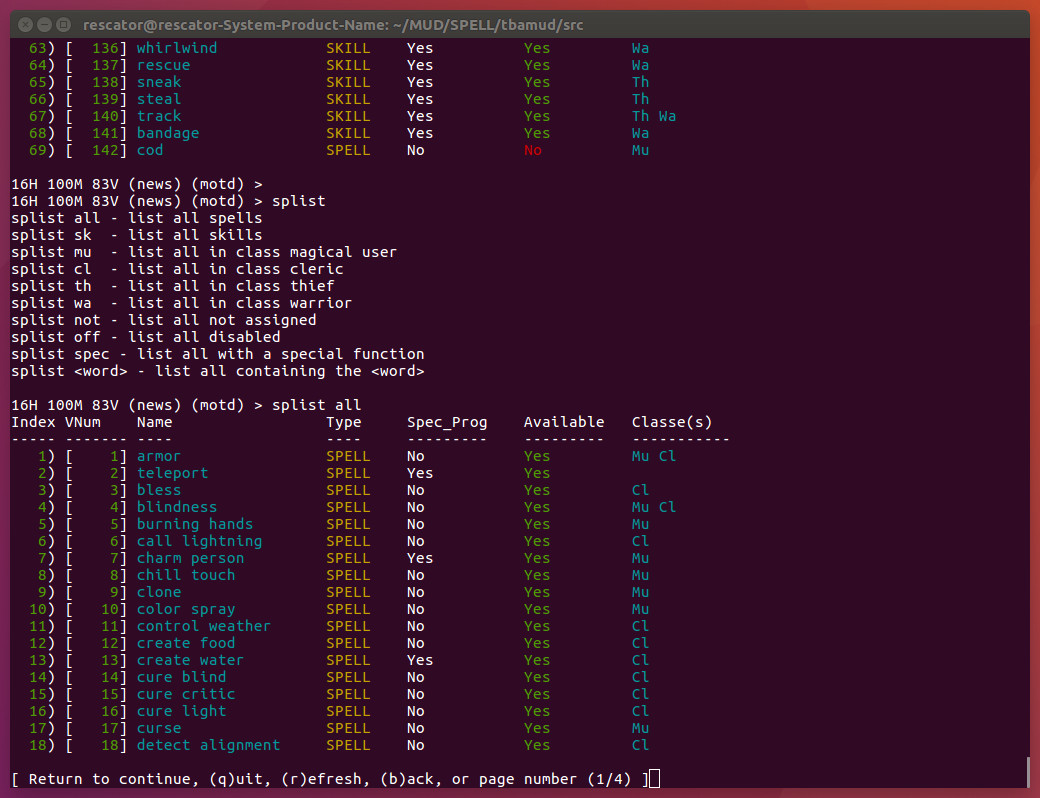 rescator@rescator-System-Product-Name: ~/MUD/SPELL/tbamud/src
63) [ 136] whirlwind SKILL Yes Yes Wa
64) [ 137] rescue SKILL Yes Yes Wa
65) [ 138] sneak SKILL Yes Yes Th
66) [ 139] steal SKILL Yes Yes Th
67) [ 140] track SKILL Yes Yes Th Wa
68) [ 141] bandage SKILL Yes Yes Wa
69) [ 142] cod SPELL No No Mu
16H 100M 83V (news) (motd) >
16H 100M 83V (news) (motd) > splist
splist all - list all spells
splist sk - list all skills
splist mu - list all in class magical user
splist cl - list all in class cleric
splist th - list all in class thief
splist wa - list all in class warrior
splist not - list all not assigned
splist off - list all disabled
splist spec - list all with a special function
splist <word> - list all containing the <word>
16H 100M 83V (news) (motd) > splist all
Index VNum Name Type Spec_Prog Available Classe(s)
----- ------- ---- ---- --------- --------- -----------
1) [ 1] armor SPELL No Yes Mu Cl
2) [ 2] teleport SPELL Yes Yes
3) [ 3] bless SPELL No Yes Cl
4) [ 4] blindness SPELL No Yes Mu Cl
5) [ 5] burning hands SPELL No Yes Mu
6) [ 6] call lightning SPELL No Yes Cl
7) [ 7] charm person SPELL Yes Yes Mu
8) [ 8] chill touch SPELL No Yes Mu
9) [ 9] clone SPELL No Yes Mu
10) [ 10] color spray SPELL No Yes Mu
11) [ 11] control weather SPELL No Yes Cl
12) [ 12] create food SPELL No Yes Cl
13) [ 13] create water SPELL Yes Yes Cl
14) [ 14] cure blind SPELL No Yes Cl
15) [ 15] cure critic SPELL No Yes Cl
16) [ 16] cure light SPELL No Yes Cl
17) [ 17] curse SPELL No Yes Mu
18) [ 18] detect alignment SPELL No Yes Cl
[ Return to continue, (q)uit, (r)efresh, (b)ack, or page number (1/4) ]